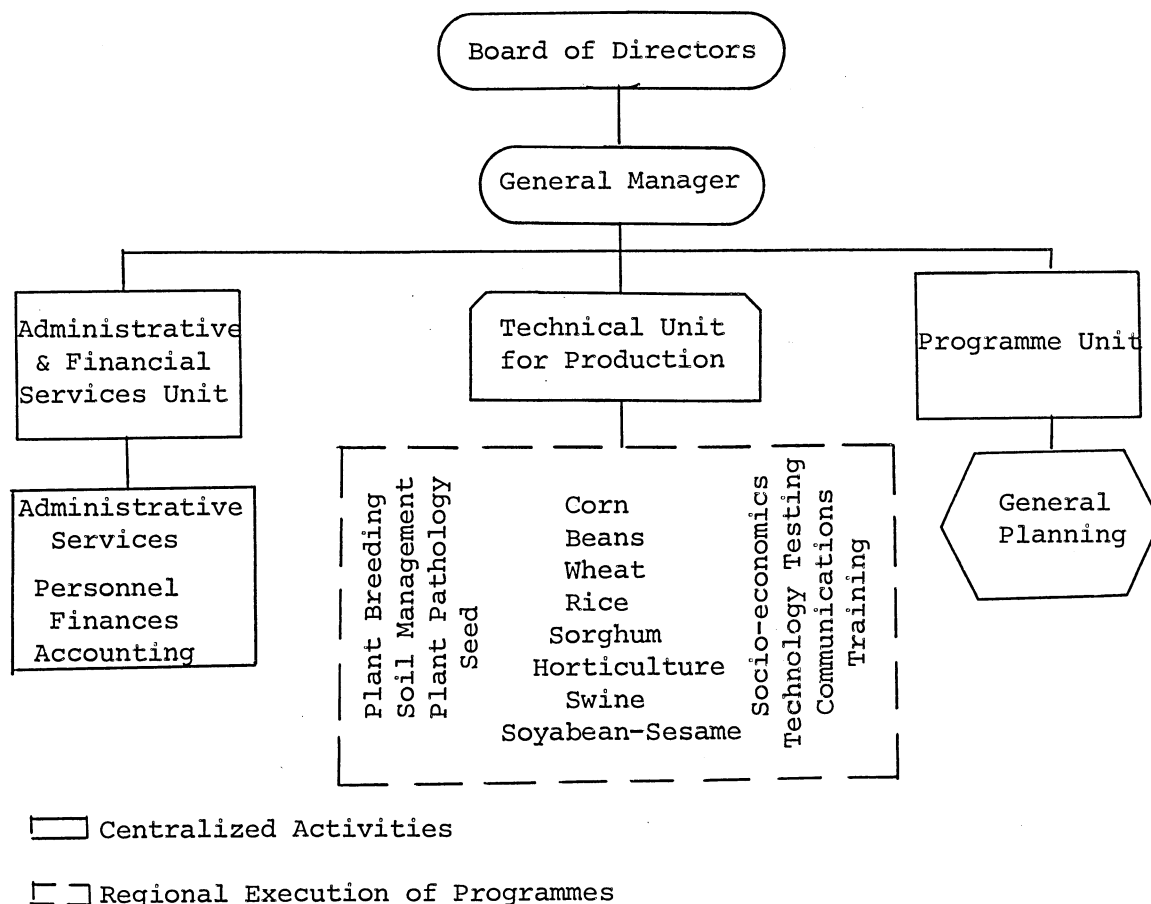 Board of Directors
General Manager
Administrative
& Financial
Services Unit
Technical Unit
for Production
Programme Unit
Administrative
Services
Personnel
Finances
Accounting
Plant Breeding
Soil Management
Plant Pathology
Seed
Corn
Beans
Wheat
Rice
Sorghum
Horticulture
Swine
Soyabean-Sesame
Socio-economics
Technology Testing
Communications
Training
General
Planning
Centralized Activities
Regional Execution of Programmes